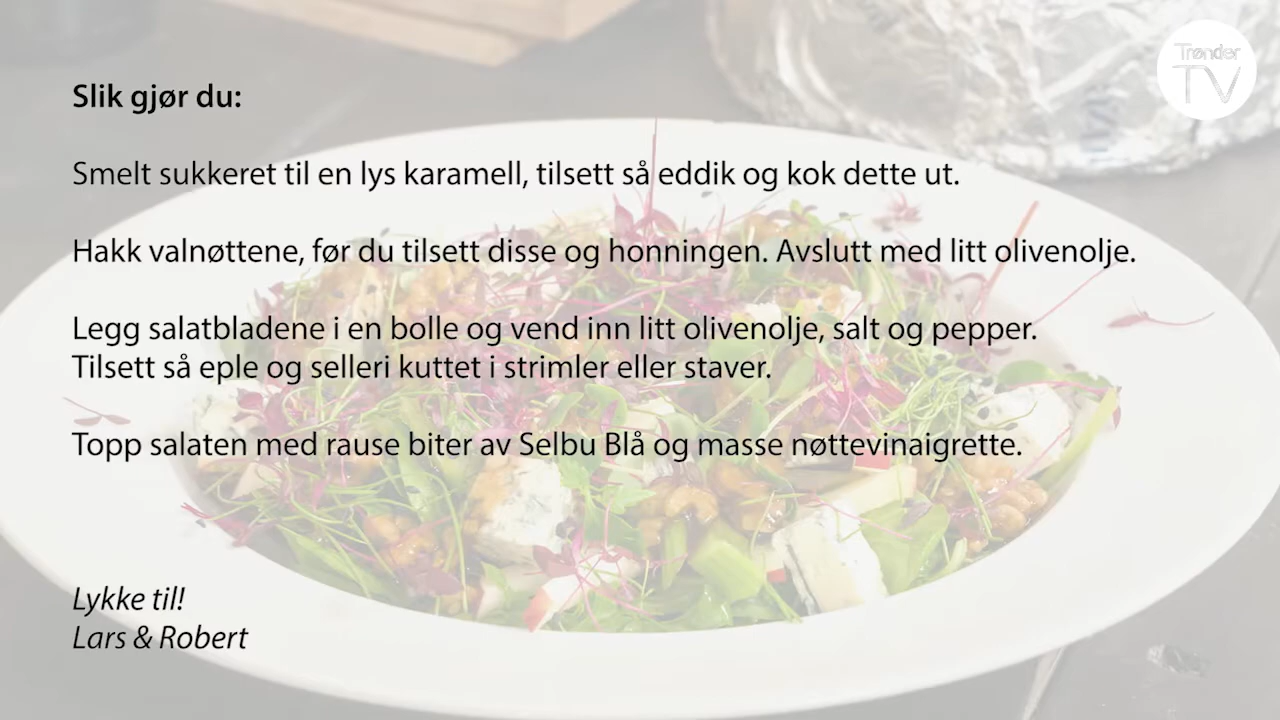 Trønder
TV
Slik gjør du:
Smelt sukkeret til en lys karamell, tilsett så eddik og kok dette ut.
Hakk valnøttene, før du tilsett disse og honningen. Avslutt med litt olivenolje.
Legg salatbladene i en bolle og vend inn litt olivenolje, salt og pepper.
Tilsett så eple og selleri kuttet i strimler eller staver.
Topp salaten med rause biter av Selbu Blå og masse nøttevinaigrette.
Lykke til!
Lars & Robert